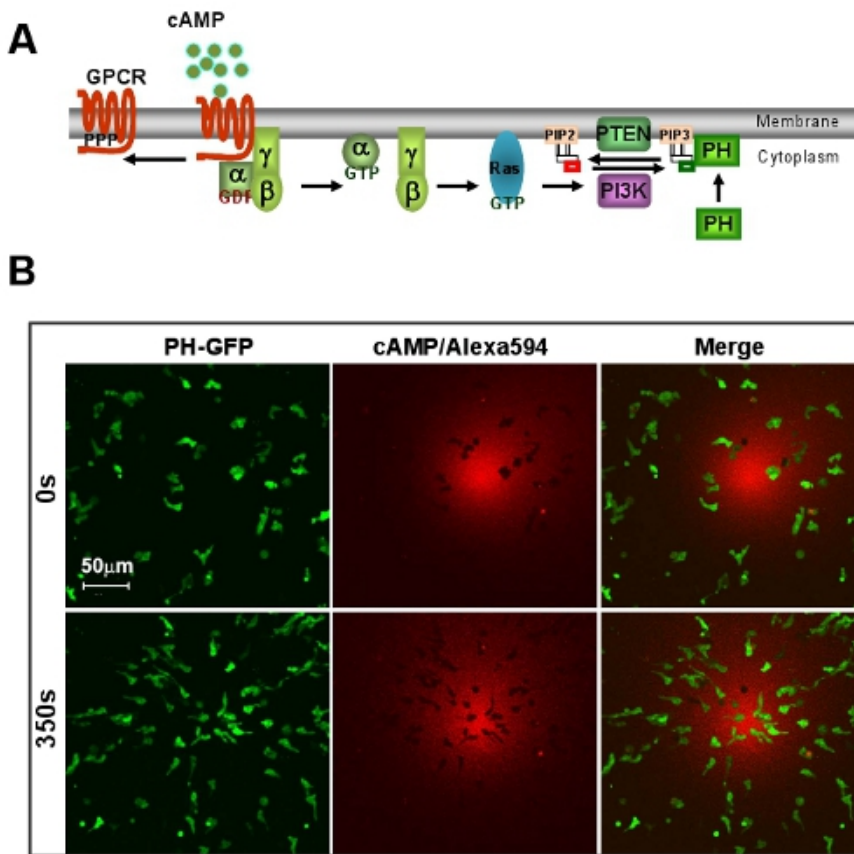 A
cAMP
GPCR
PPP
Membrane
Cytoplasm
γ
γ
α
α
GDP
GTP
β
β
Ras
GTP
PIP2
PTEN
PIP3
PH
PI3K
PH
B
PH-GFP
cAMP/Alexa594
Merge
0s
50μm
350s